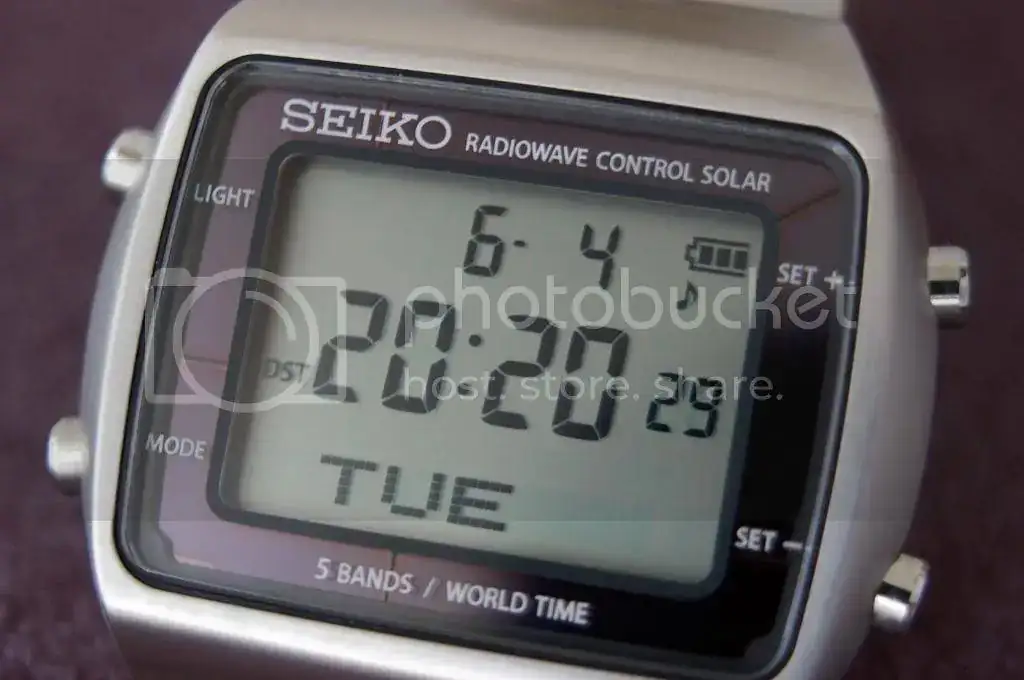 SEIKO RADIOWAVE CONTROL SOLAR
LIGHT
6-4
SET +
DST 20:20 29
MODE
TUE
SET -
5 BANDS / WORLD TIME
photobucket
host. store. share.